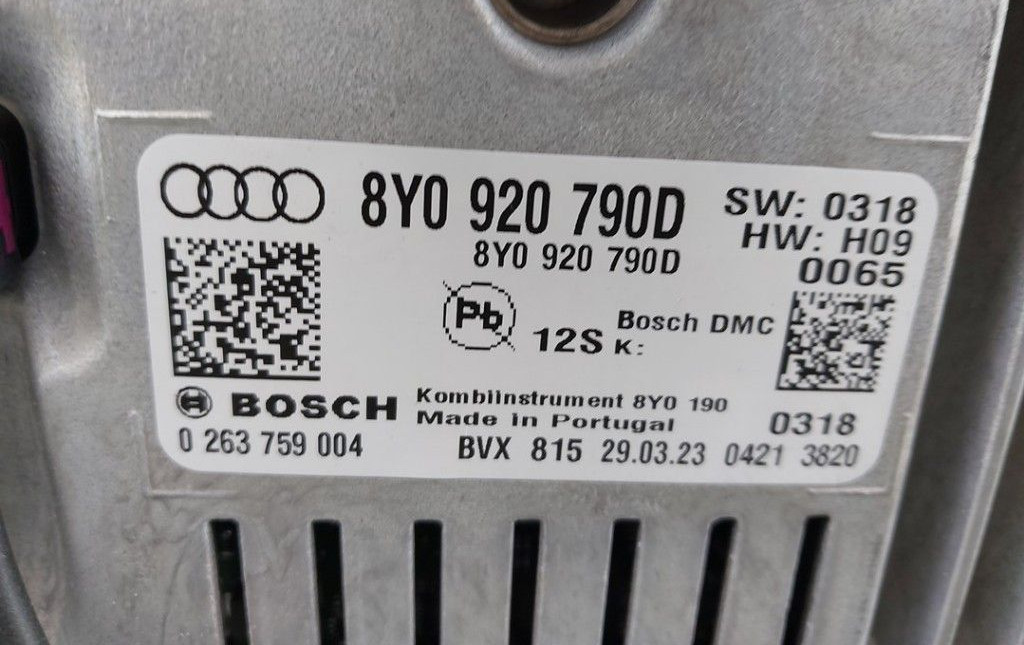 8Y0 920 790D
SW: 0318
8Y0 920 790D
HW: H09
0065
Pb
12S
Bosch DMC
K:
BOSCH
Kombiinstrument 8Y0 190
Made in Portugal
0318
0 263 759 004
BVX 815 29.03.23 0421 3820